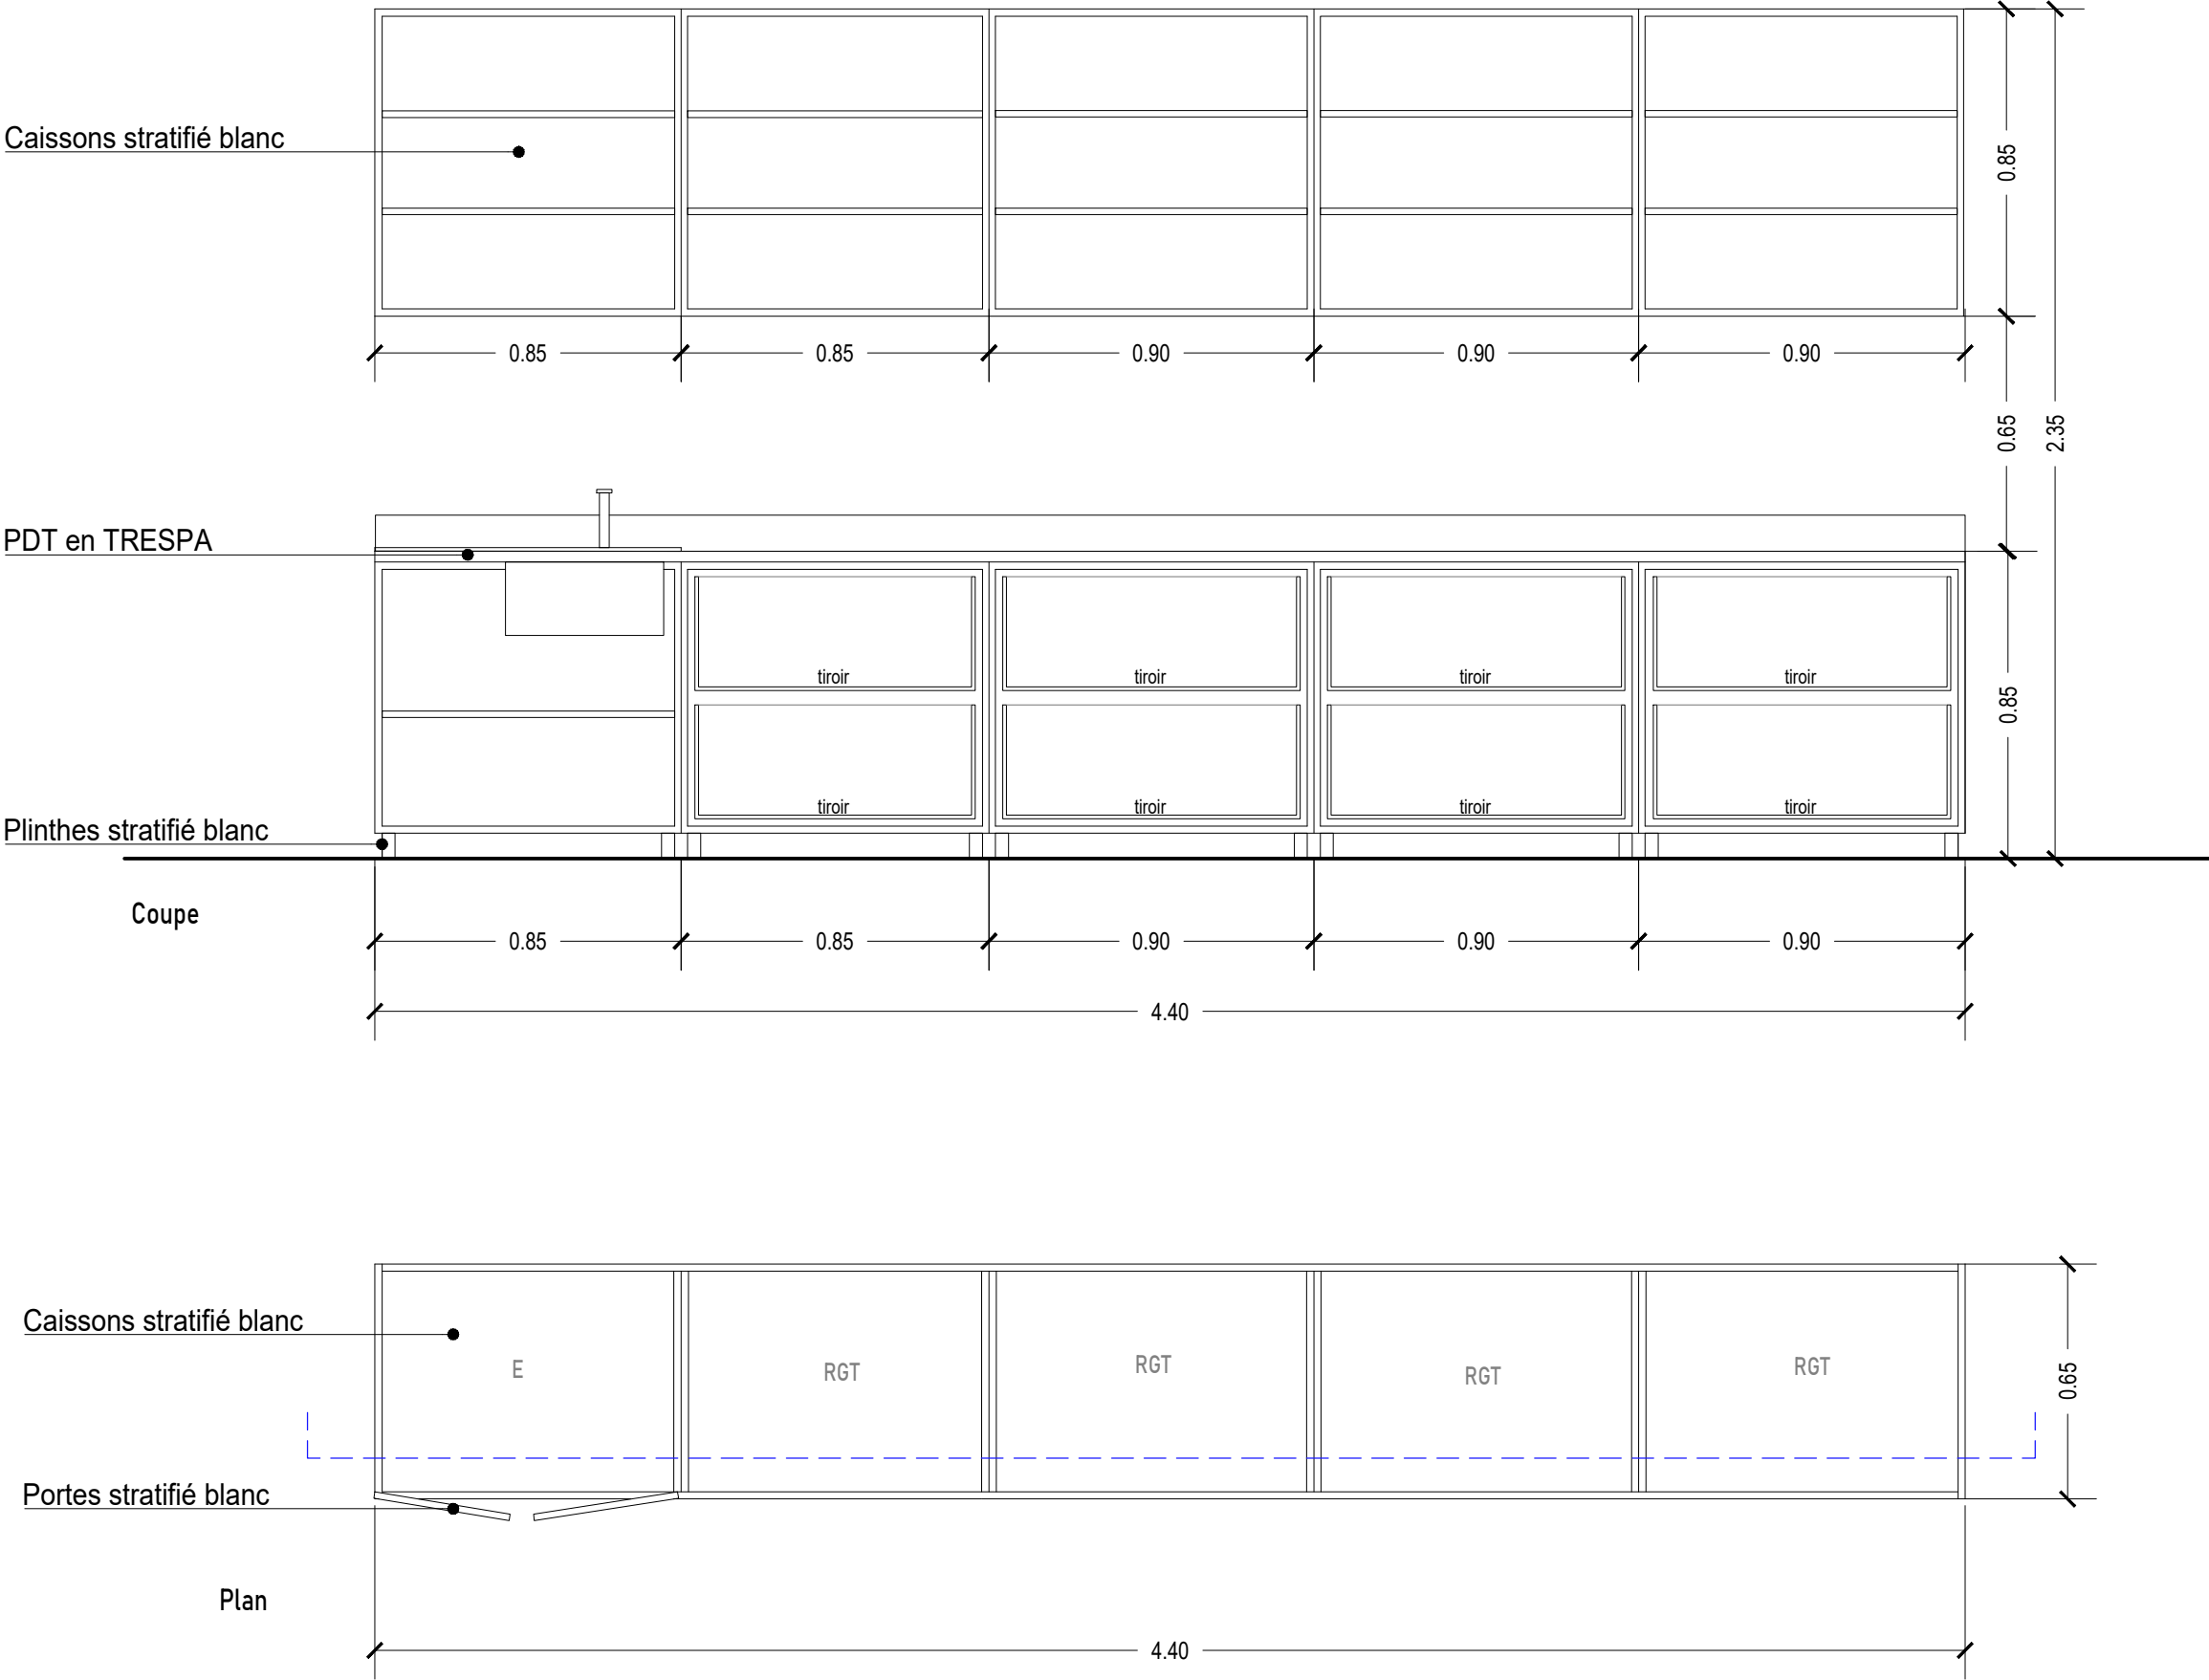 Caissons stratifié blanc
0.85
0.85
0.85
0.90
0.90
0.90
0.65
2.35
PDT en TRESPA
tiroir
tiroir
tiroir
tiroir
0.85
tiroir
tiroir
tiroir
tiroir
Plinthes stratifié blanc
Coupe
0.85
0.85
0.90
0.90
0.90
4.40
Caissons stratifié blanc
E
RGT
RGT
RGT
RGT
0.65
Portes stratifié blanc
Plan
4.40